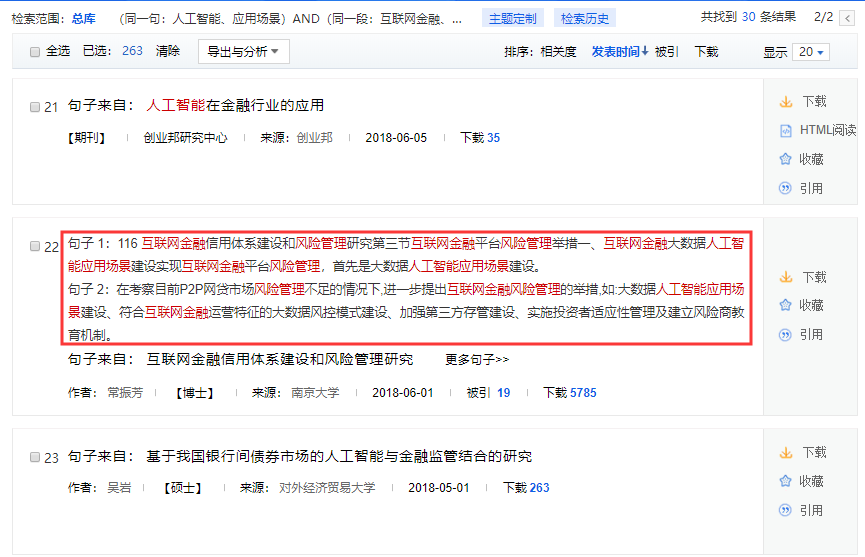 检索范围：总库 （同一句：人工智能、应用场景）AND（同一段：互联网金融、... 主题定制 检索历史 共找到 30 条结果 2/2 <
全选 已选：263 清除 导出与分析 排序：相关度 发表时间↓ 被引 下载 显示 20
21 句子来自： 人工智能在金融行业的应用
【期刊】 创业邦研究中心 来源：创业邦 2018-06-05 下载 35
下载
HTML阅读
收藏
引用
22 句子 1：116 互联网金融信用体系建设和风险管理研究第三节互联网金融平台风险管理举措一、互联网金融大数据人工智
能应用场景建设实现互联网金融平台风险管理，首先是大数据人工智能应用场景建设。
句子 2：在考察目前P2P网贷市场风险管理不足的情况下,进一步提出互联网金融风险管理的举措,如:大数据人工智能应用场
景建设、符合互联网金融运营特征的大数据风控模式建设、加强第三方存管建设、实施投资者适应性管理及建立风险商教
育机制。
句子来自： 互联网金融信用体系建设和风险管理研究 更多句子>>
作者： 常振芳 【博士】 来源： 南京大学 2018-06-01 被引 19 下载 5785
下载
收藏
引用
23 句子来自： 基于我国银行间债券市场的人工智能与金融监管结合的研究
作者： 吴岩 【硕士】 来源： 对外经济贸易大学 2018-05-01 下载 263
下载
收藏
引用